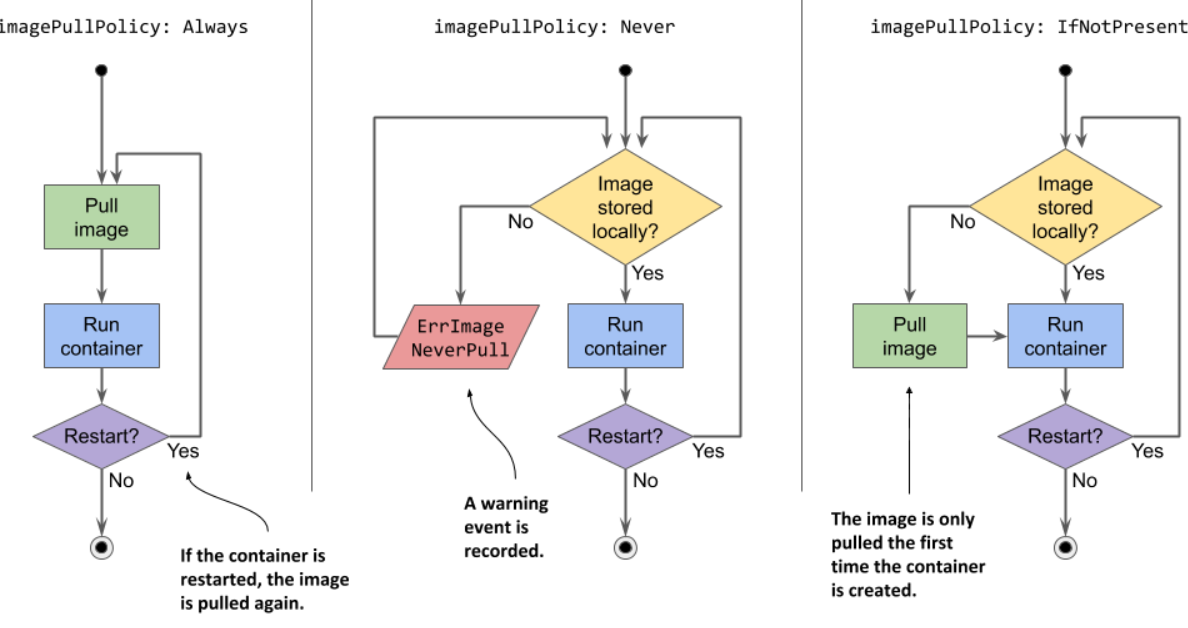 imagePullPolicy: Always
Pull
image
Run
container
Restart?
Yes
No
If the container is
restarted, the image
is pulled again.
imagePullPolicy: Never
Image
stored
locally?
No
Yes
ErrImage
NeverPull
Run
container
Restart?
Yes
No
A warning
event is
recorded.
imagePullPolicy: IfNotPresent
Image
stored
locally?
No
Yes
Pull
image
Run
container
Restart?
Yes
No
The image is only
pulled the first
time the container
is created.